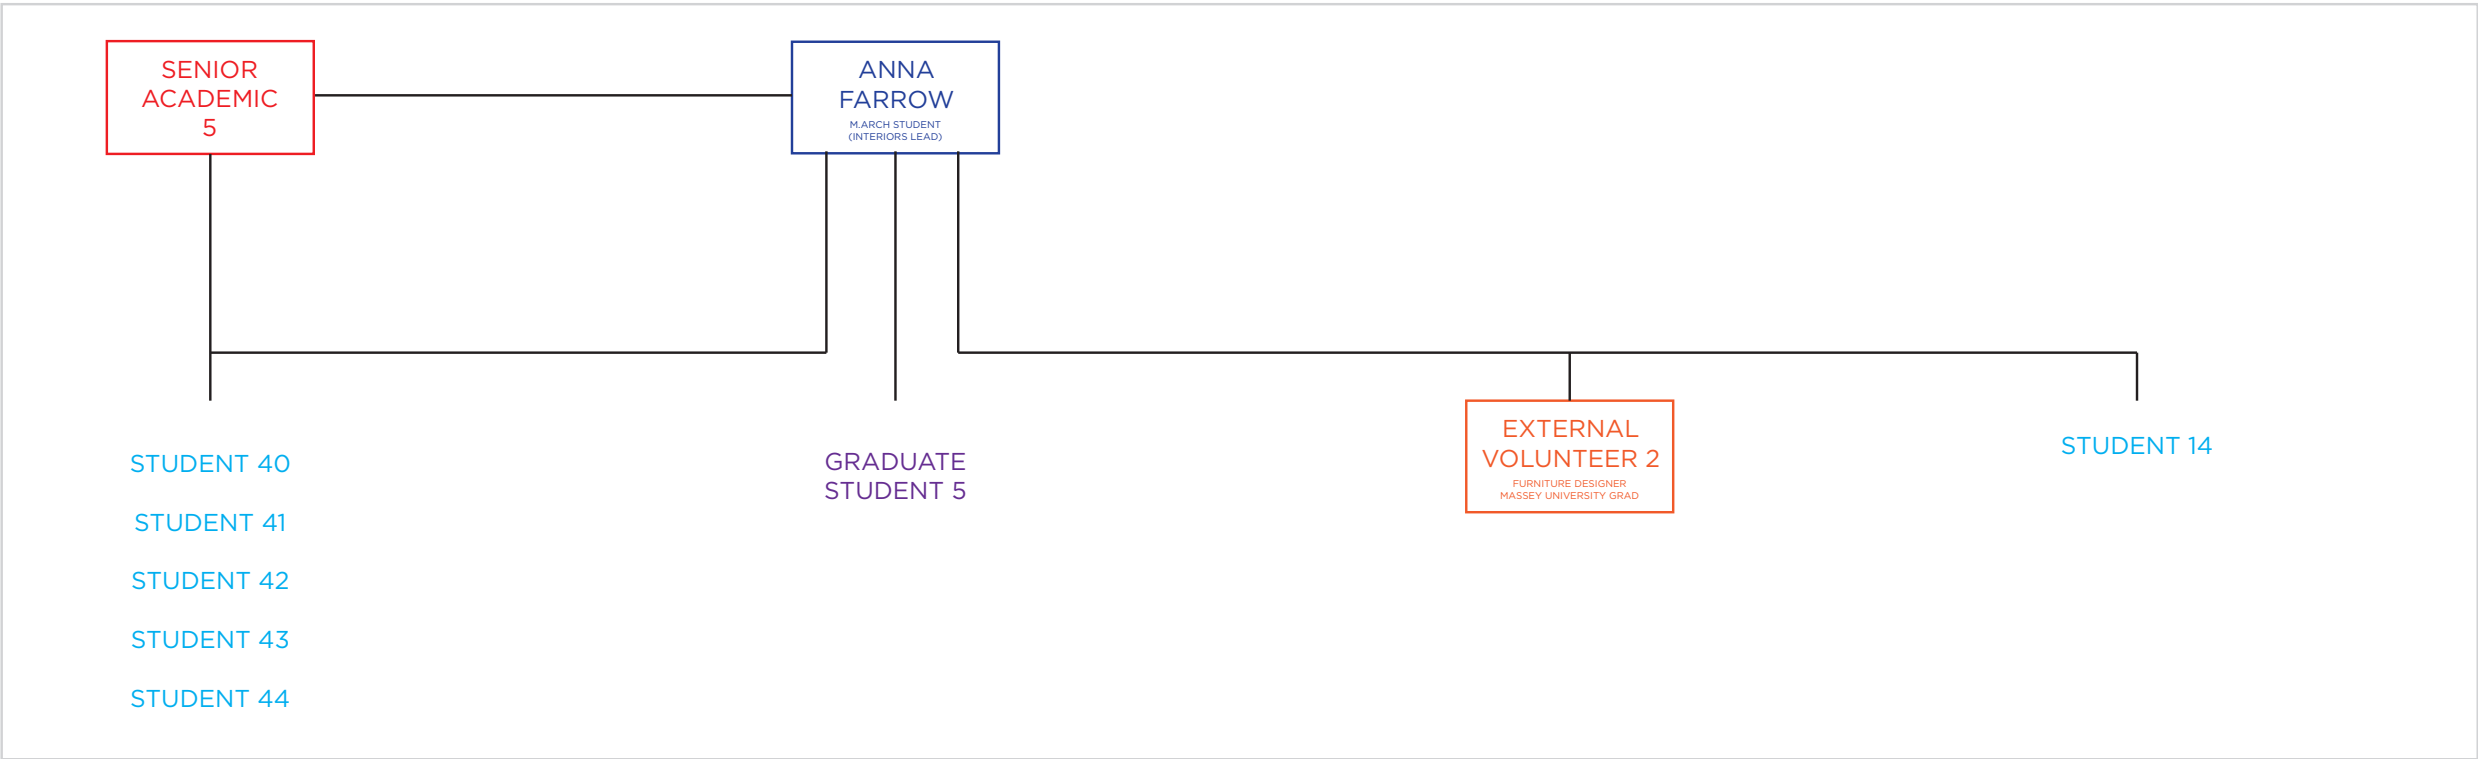 SENIOR
ACADEMIC
5
ANNA
FARROW
M.ARCH STUDENT
(INTERIORS LEAD)
STUDENT 40
STUDENT 41
STUDENT 42
STUDENT 43
STUDENT 44
GRADUATE
STUDENT 5
EXTERNAL
VOLUNTEER 2
FURNITURE DESIGNER
MASSEY UNIVERSITY GRAD
STUDENT 14